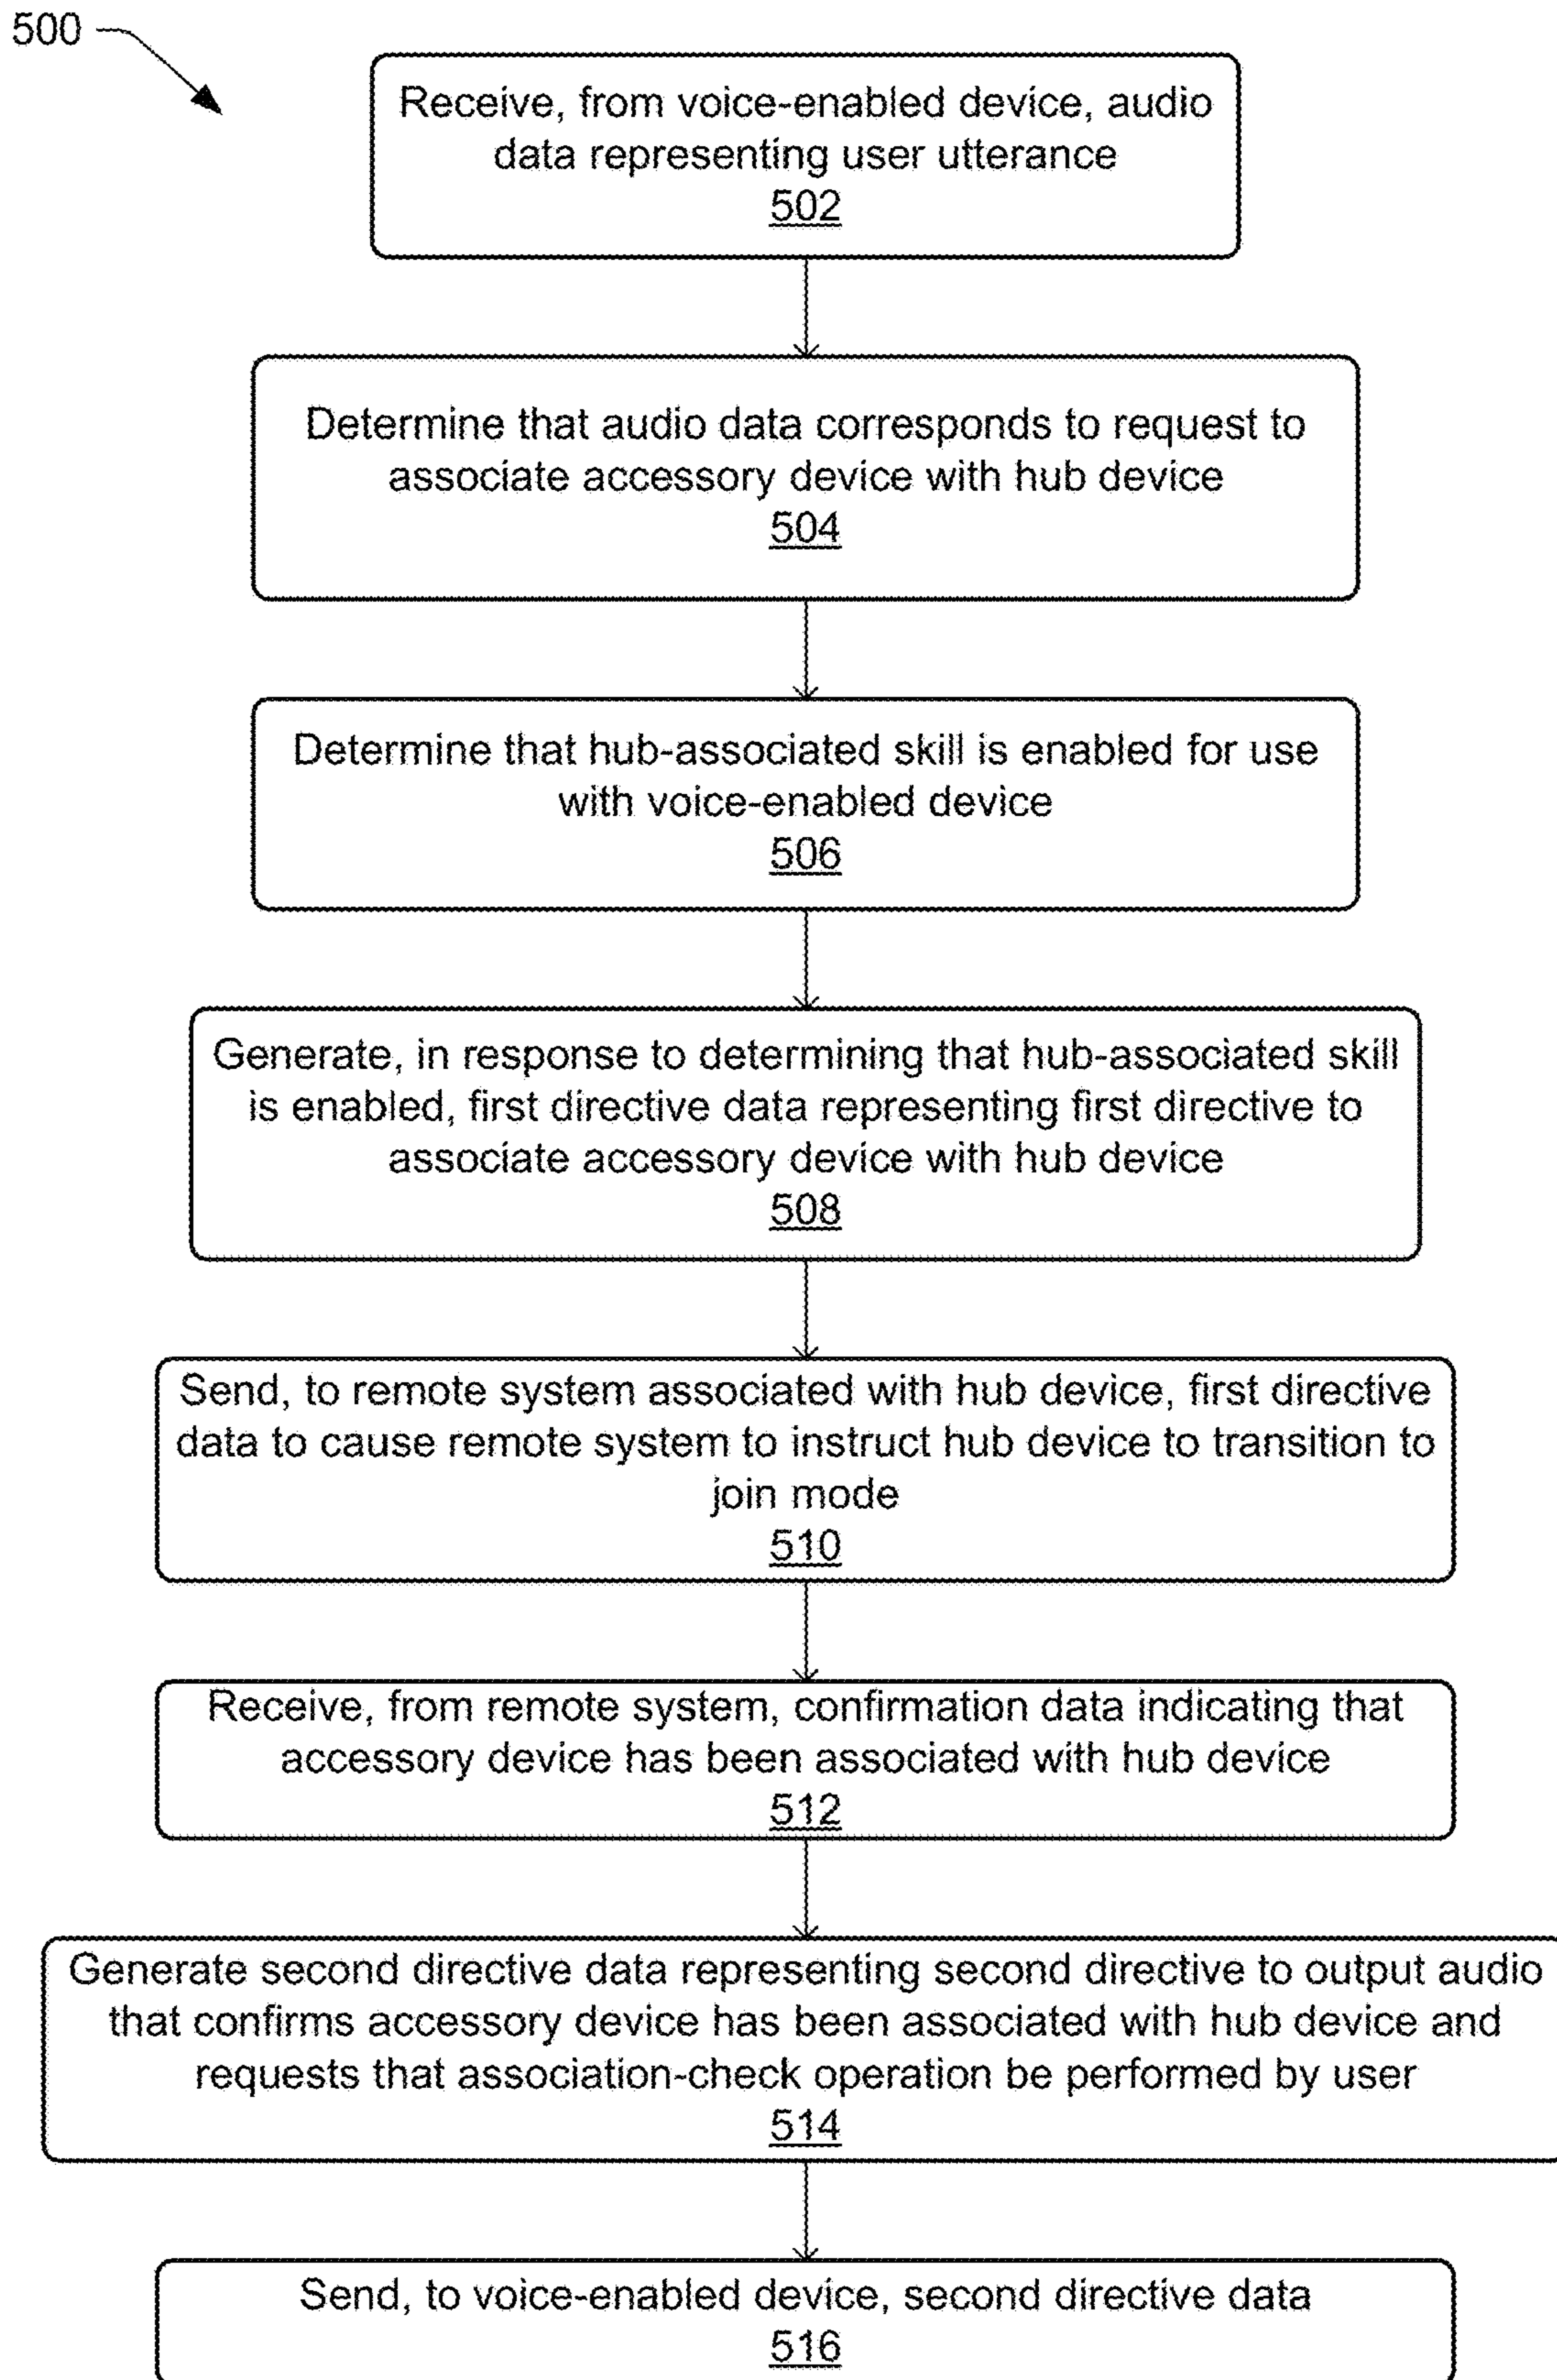 500
Receive, from voice-enabled device, audio
data representing user utterance
502
Determine that audio data corresponds to request to
associate accessory device with hub device
504
Determine that hub-associated skill is enabled for use
with voice-enabled device
506
Generate, in response to determining that hub-associated skill
is enabled, first directive data representing first directive to
associate accessory device with hub device
508
Send, to remote system associated with hub device, first directive
data to cause remote system to instruct hub device to transition to
join mode
510
Receive, from remote system, confirmation data indicating that
accessory device has been associated with hub device
512
Generate second directive data representing second directive to output audio
that confirms accessory device has been associated with hub device and
requests that association-check operation be performed by user
514
Send, to voice-enabled device, second directive data
516